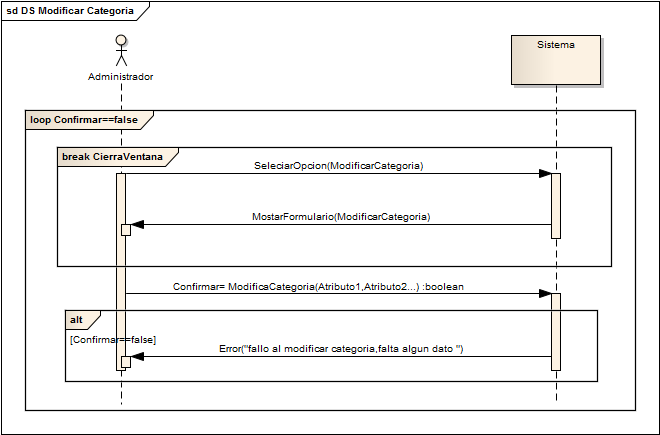 sd DS Modificar Categoria
Sistema
Administrador
loop Confirmar==false
break CierraVentana
SeleciarOpcion(ModificarCategoria)
MostarFormulario(ModificarCategoria)
Confirmar= ModificaCategoria(Atributo1,Atributo2...) :boolean
alt
[Confirmar==false]
Error("fallo al modificar categoria,falta algun dato ")